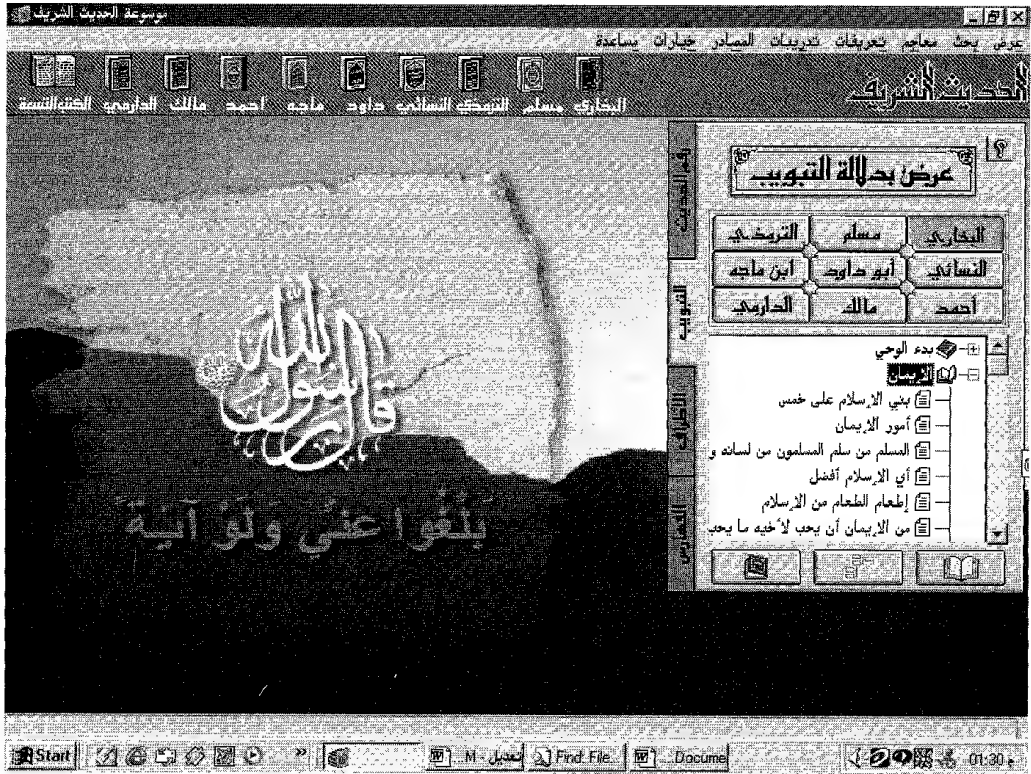 موسوعة الحديث الشريف
عرض بحث معاجم تعريفات تدريبات المصادر خيارات مساعدة
الحديث الشريف
البخاري مسلم الترمذي النسائي داود ماجه احمد مالك الدارمي الكتب التسعة
عرض بدلالة التبويب
رقم الحديث
التبويب
الأطراف
الفهارس
البخاري مسلم الترمذي
النسائي أبو داود ابن ماجه
أحمد مالك الدارمي
بدء الوحي
الإيمان
بني الإسلام على خمس
أمور الإيمان
المسلم من سلم المسلمون من لسانه و
أي الإسلام أفضل
إطعام الطعام من الإسلام
من الإيمان أن يحب لأخيه ما يحب
قال رسول الله
بلغوا عني ولو آية
Start » تعديل - M Find: File... Docume 01:30 م